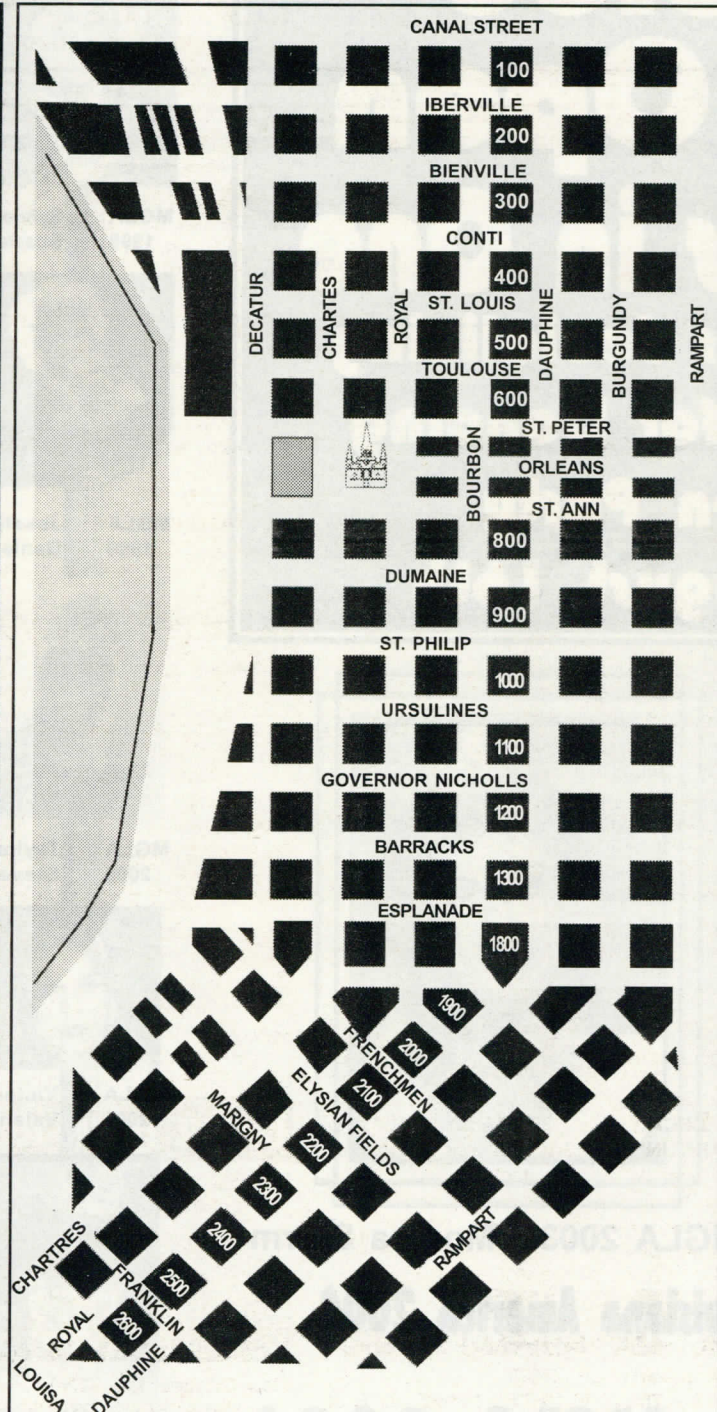 CANAL STREET
100
IBERVILLE
200
BIENVILLE
300
CONTI
400
DECATUR
CHARTES
ROYAL
ST. LOUIS
DAUPHINE
BURGUNDY
RAMPART
500
TOULOUSE
600
ST. PETER
BOURBON
ORLEANS
ST. ANN
800
DUMAINE
900
ST. PHILIP
1000
URSULINES
1100
GOVERNOR NICHOLLS
1200
BARRACKS
1300
ESPLANADE
1800
1900
FRENCHMEN
2000
2100
ELYSIAN FIELDS
MARIGNY
2200
2300
2400
RAMPART
CHARTRES
2500
FRANKLIN
2600
ROYAL
DAUPHINE
LOUISA